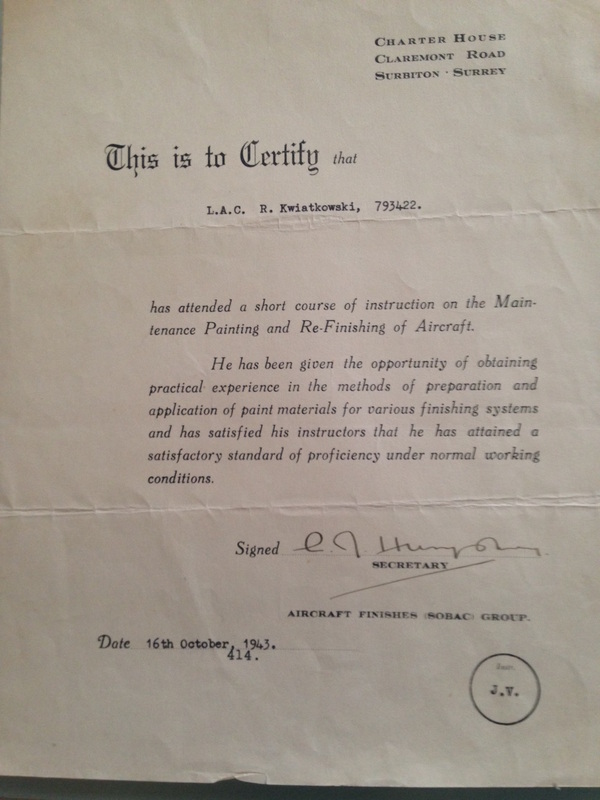 CHARTER HOUSE
CLAREMONT ROAD
SURBITON · SURREY
This is to Certify that
L.A.C. R. Kwiatkowski, 793422.
has attended a short course of instruction on the Main-
tenance Painting and Re-Finishing of Aircraft.
He has been given the opportunity of obtaining
practical experience in the methods of preparation and
application of paint materials for various finishing systems
and has satisfied his instructors that he has attained a
satisfactory standard of proficiency under normal working
conditions.
Signed
SECRETARY
AIRCRAFT FINISHES (SOBAC) GROUP.
Date 16th October, 1943.
414.
J.V.